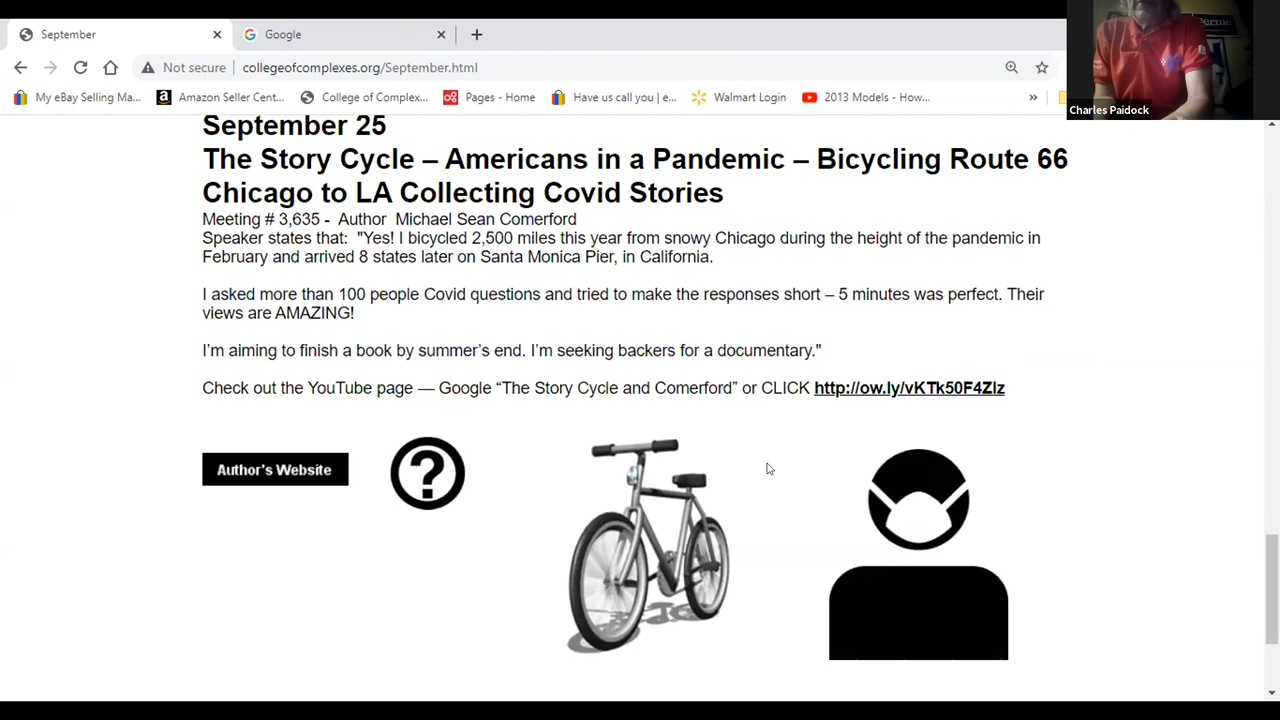 September
Google
Not secure
collegeofcomplexes.org/September.html
My eBay Selling Ma...
Amazon Seller Cent...
College of Complex...
Pages - Home
Have us call you | e...
Walmart Login
2013 Models - How...
»
Bernie
Charles Paidock
September 25
The Story Cycle – Americans in a Pandemic – Bicycling Route 66
Chicago to LA Collecting Covid Stories
Meeting # 3,635 - Author Michael Sean Comerford
Speaker states that: "Yes! I bicycled 2,500 miles this year from snowy Chicago during the height of the pandemic in
February and arrived 8 states later on Santa Monica Pier, in California.
I asked more than 100 people Covid questions and tried to make the responses short – 5 minutes was perfect. Their
views are AMAZING!
I’m aiming to finish a book by summer’s end. I’m seeking backers for a documentary."
Check out the YouTube page — Google “The Story Cycle and Comerford” or CLICK http://ow.ly/vKTk50F4Zlz
Author's Website
?